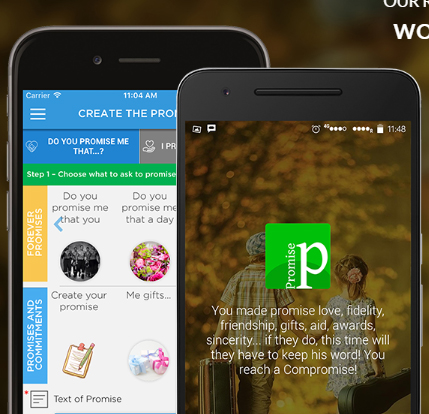 WO
Carrier
11:04 AM
CREATE THE PRO
DO YOU PROMISE ME
THAT...?
I PR
Step 1 - Choose what to ask to promise
FOREVER
PROMISES
Do you
promise me
that you
Do you
promise me
that a day
PROMISES AND
COMMITMENTS
Create your
promise
Me gifts...
Text of Promise
11:48
Promise
p
You made promise love, fidelity,
friendship, gifts, aid, awards,
sincerity... if they do, this time will
they have to keep his word! You
reach a Compromise!